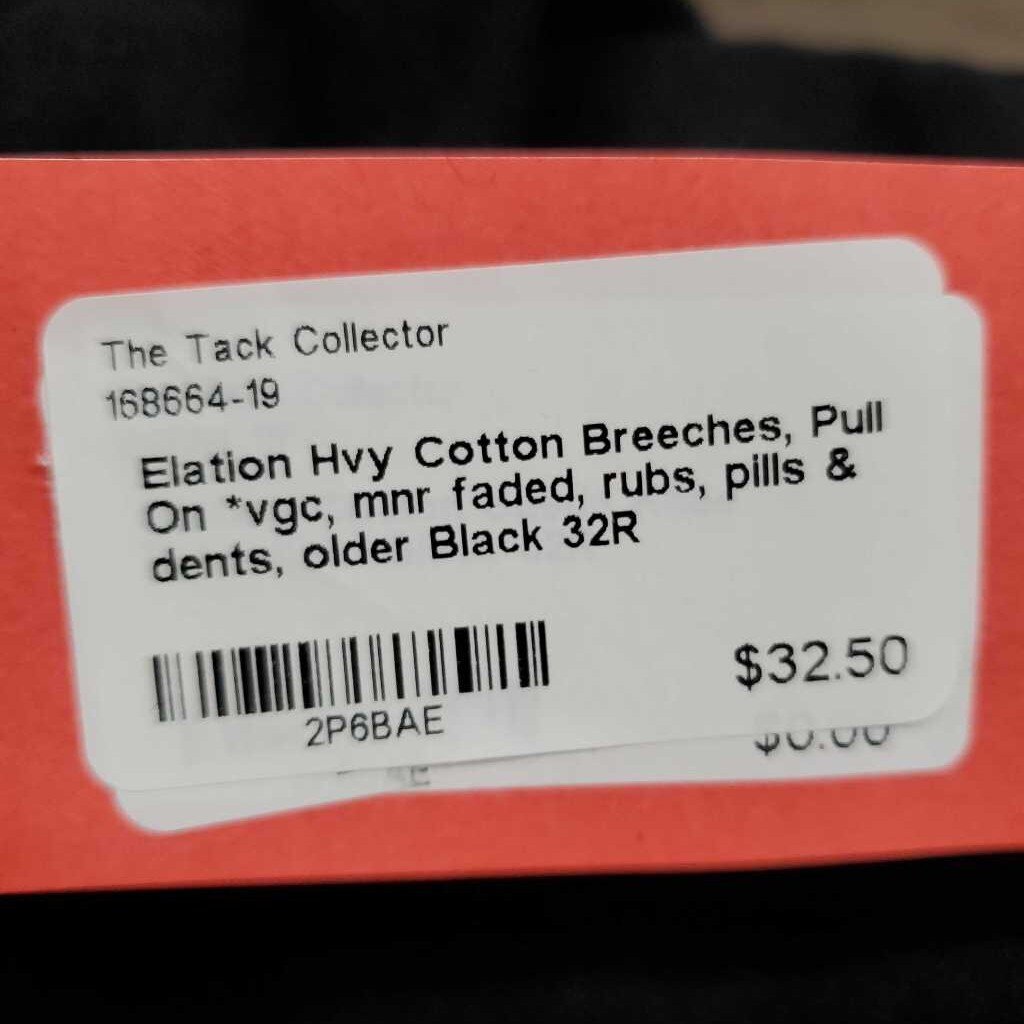 The Tack Collector
168664-19
Elation Hvy Cotton Breeches, Pull
On *vgc, mnr faded, rubs, pills &
dents, older Black 32R
$32.50
2P6BAE